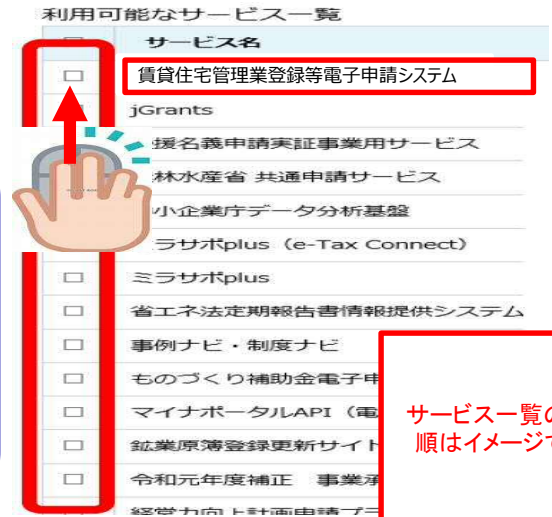 利用可能なサービス一覧
サービス名
賃貸住宅管理業登録等電子申請システム
jGrants
援名義申請実証事業用サービス
林水産省 共通申請サービス
小企業庁データ分析基盤
ラサポplus（e-Tax Connect）
ミラサポplus
省エネ法定期報告書情報提供システム
事例ナビ・制度ナビ
ものづくり補助金電子申
マイナポータルAPI（電
鉱業原簿登録更新サイト
令和元年度補正 事業承
経営力向上計画申請プラ
サービス一覧の
順はイメージで